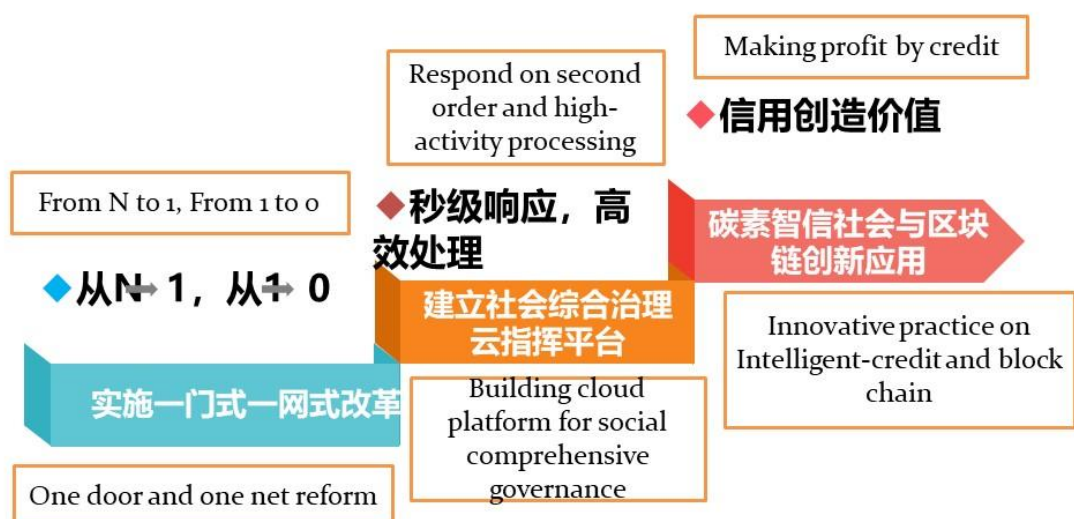 From N to 1, From 1 to 0
从N→1，从1→0
实施一门式一网式改革
One door and one net reform
Respond on second
order and high-
activity processing
秒级响应，高
效处理
建立社会综合治理
云指挥平台
Building cloud
platform for social
comprehensive
governance
Making profit by credit
信用创造价值
碳素智信社会与区块
链创新应用
Innovative practice on
Intelligent-credit and block
chain